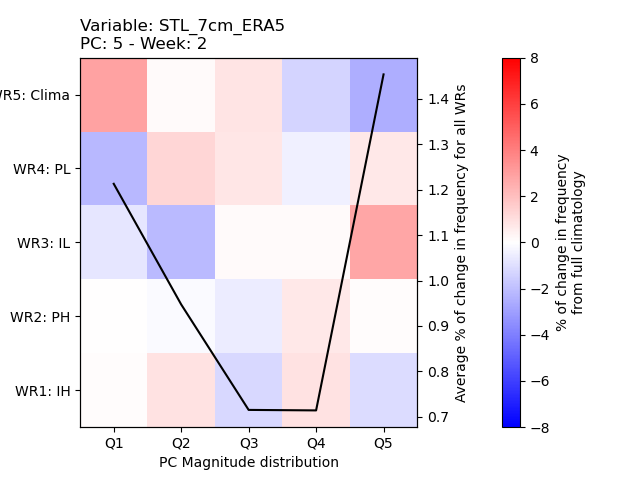 Variable: STL_7cm_ERA5
PC: 5 - Week: 2
WR5: Clima
WR4: PL
WR3: IL
WR2: PH
WR1: IH
Q1 Q2 Q3 Q4 Q5
PC Magnitude distribution
1.4
1.3
1.2
1.1
1.0
0.9
0.8
0.7
Average % of change in frequency for all WRs
8
6
4
2
0
−2
−4
−6
−8
% of change in frequency
from full climatology